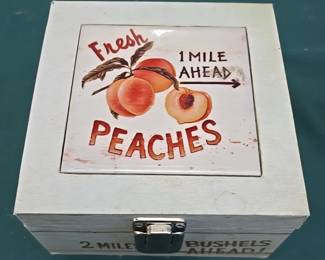 Fresh
1 MILE
AHEAD
PEACHES
2 MILE BUSHELS
AHEAD!